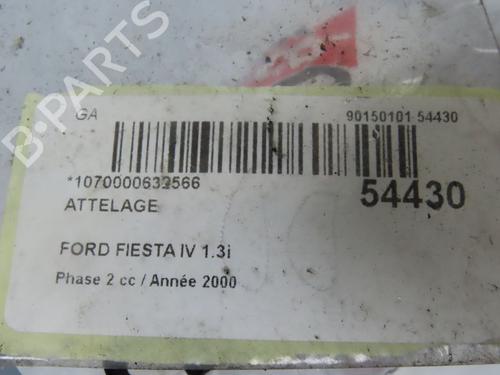 B-PARTS
GA
90150101 54430
*1070000632566
54430
ATTELAGE
FORD FIESTA IV 1.3i
Phase 2 cc / Année 2000